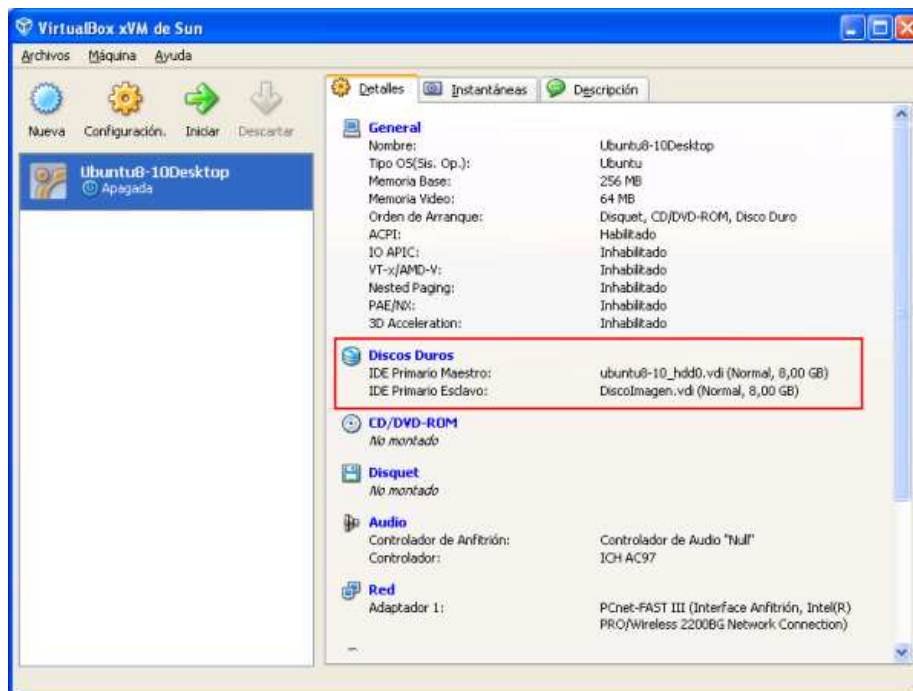 VirtualBox xVM de Sun
Archivos Máquina Ayuda
Nueva Configuración. Iniciar Descartar
Ubuntu8-10Desktop
Apagada
Detalles Instantáneas Descripción
General
Nombre: Ubuntu8-10Desktop
Tipo OS(Sis. Op.): Ubuntu
Memoria Base: 256 MB
Memoria Video: 64 MB
Orden de Arranque: Disquet, CD/DVD-ROM, Disco Duro
ACPI: Habilitado
IO APIC: Inhabilitado
VT-x/AMD-V: Inhabilitado
Nested Paging: Inhabilitado
PAE/NX: Inhabilitado
3D Acceleration: Inhabilitado
Discos Duros
IDE Primario Maestro: ubuntu8-10_hdd0.vdi (Normal, 8,00 GB)
IDE Primario Esclavo: DiscoImagen.vdi (Normal, 8,00 GB)
CD/DVD-ROM
No montado
Disquet
No montado
Audio
Controlador de Anfitrión: Controlador de Audio "Null"
Controlador: ICH AC97
Red
Adaptador 1: PCnet-FAST III (Interface Anfitrión, Intel(R)
PRO/Wireless 2200BG Network Connection)